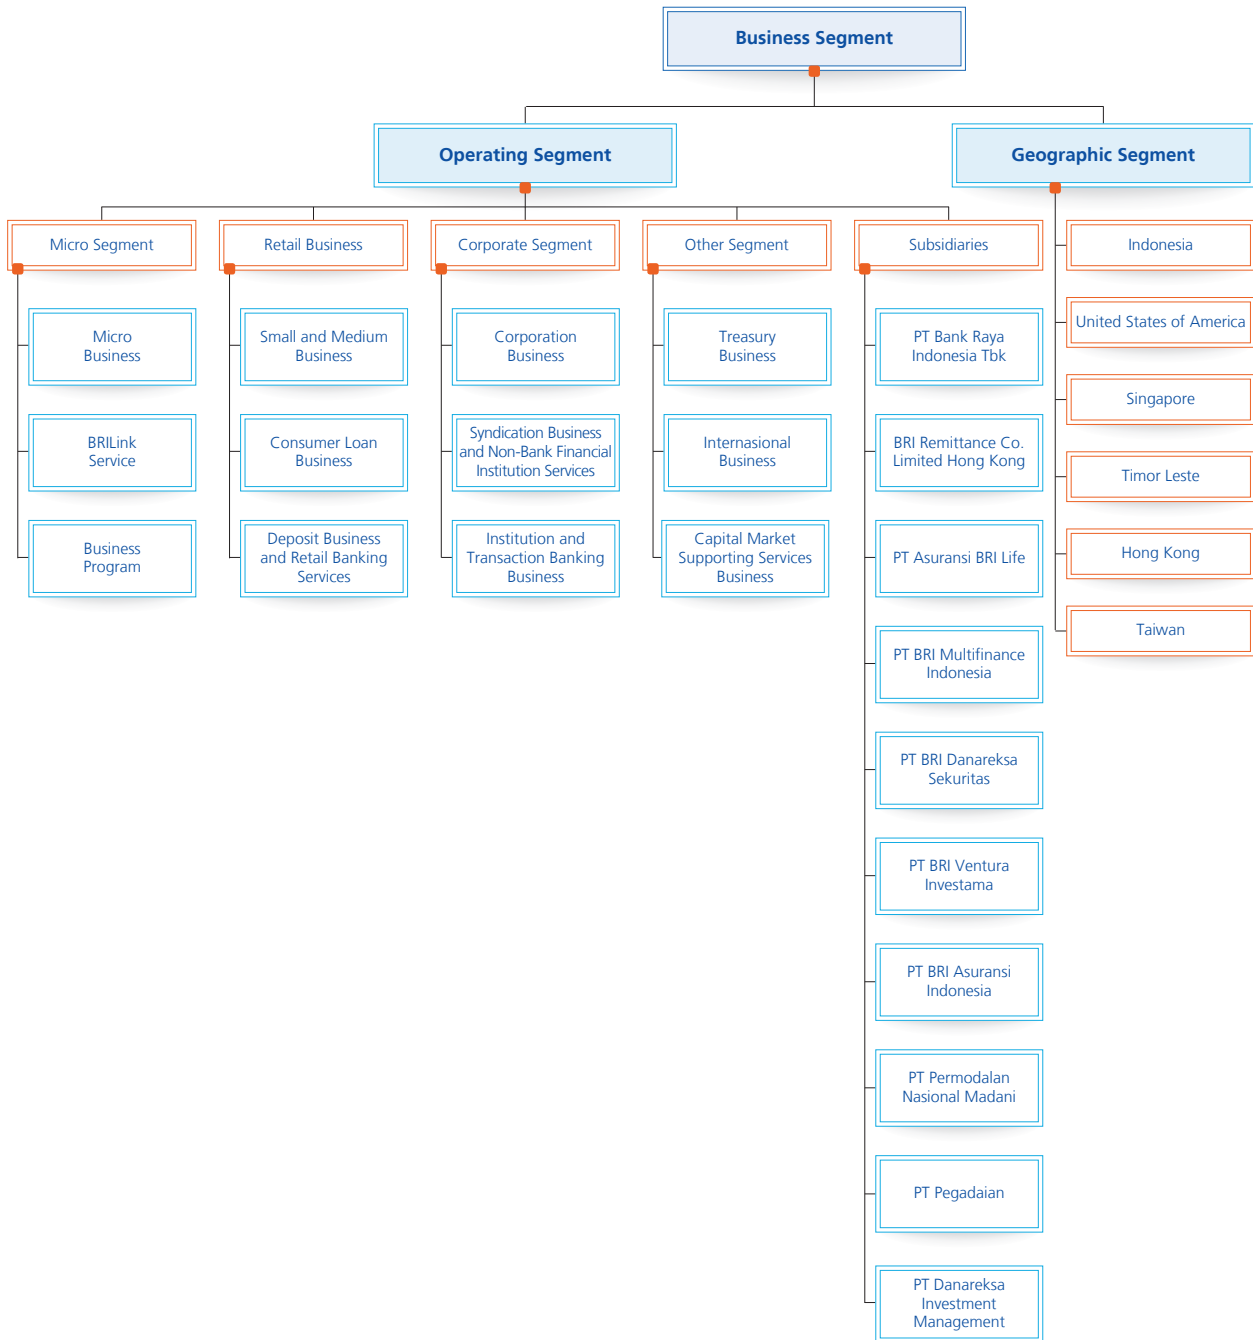 Business Segment
Operating Segment
Geographic Segment
Micro Segment
Retail Business
Corporate Segment
Other Segment
Subsidiaries
Indonesia
Micro
Business
Small and Medium
Business
Corporation
Business
Treasury
Business
PT Bank Raya
Indonesia Tbk
United States of America
Singapore
BRILink
Service
Consumer Loan
Business
Syndication Business
and Non-Bank Financial
Institution Services
Internasional
Business
BRI Remittance Co.
Limited Hong Kong
Timor Leste
Business
Program
Deposit Business
and Retail Banking
Services
Institution and
Transaction Banking
Business
Capital Market
Supporting Services
Business
PT Asuransi BRI Life
Hong Kong
Taiwan
PT BRI Multifinance
Indonesia
PT BRI Danareksa
Sekuritas
PT BRI Ventura
Investama
PT BRI Asuransi
Indonesia
PT Permodalan
Nasional Madani
PT Pegadaian
PT Danareksa
Investment
Management